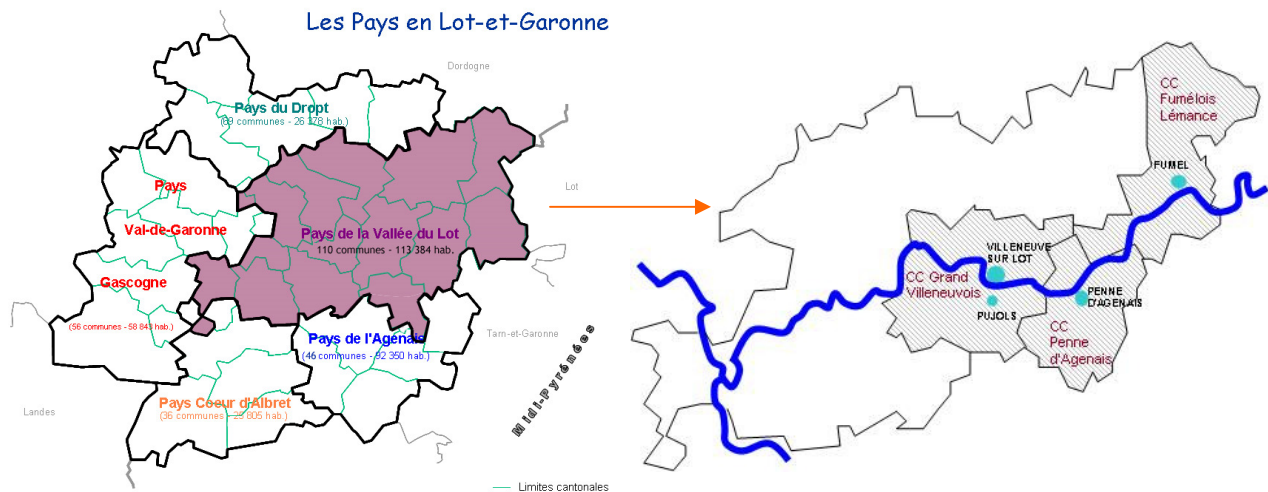 Les Pays en Lot-et-Garonne
Dordogne
Pays du Dropt
(69 communes - 26 378 hab.)
Pays
Val-de-Garonne
Gascogne
(56 communes - 58 843 hab.)
Lot
Pays de la Vallée du Lot
110 communes - 113 384 hab.
Pays de l'Agenais
(46 communes - 92 350 hab.)
Tarn-et-Garonne
Midi-Pyrénées
Landes
Pays Coeur d'Albret
(36 communes - 25 805 hab.)
Limites cantonales
CC
Fumélois
Lémance
FUMEL
VILLENEUVE
SUR LOT
CC Grand
Villeneuvois
PUJOLS
PENNE
D'AGENAIS
CC
Penne
d'Agenais